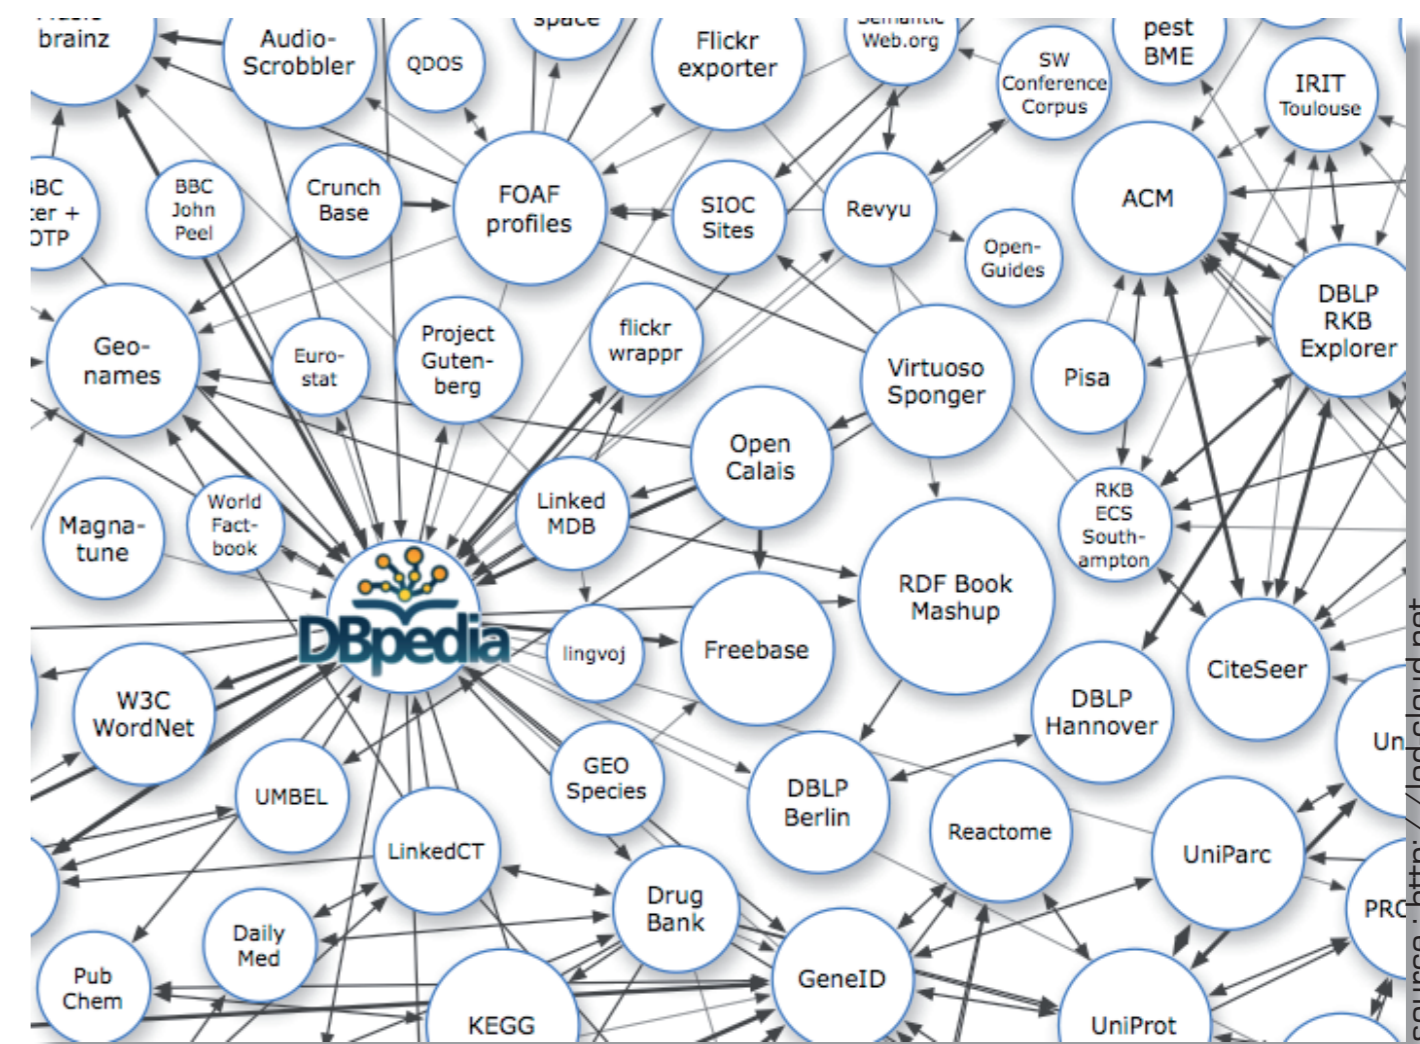 brainz
Audio-
Scrobbler
QDOS
space
Flickr
exporter
Semantic
Web.org
SW
Conference
Corpus
pest
BME
IRIT
Toulouse
BBC
John
Peel
Crunch
Base
FOAF
profiles
SIOC
Sites
Revyu
Open-
Guides
ACM
DBLP
RKB
Explorer
Geo-
names
Euro-
stat
Project
Guten-
berg
flickr
wrappr
Virtuoso
Sponger
Pisa
Open
Calais
Linked
MDB
World
Fact-
book
Magna-
tune
RKB
ECS
South-
ampton
DBpedia
RDF Book
Mashup
lingvoj
Freebase
CiteSeer
W3C
WordNet
DBLP
Hannover
GEO
Species
UMBEL
DBLP
Berlin
Reactome
LinkedCT
UniParc
Drug
Bank
Daily
Med
Pub
Chem
GeneID
KEGG
UniProt